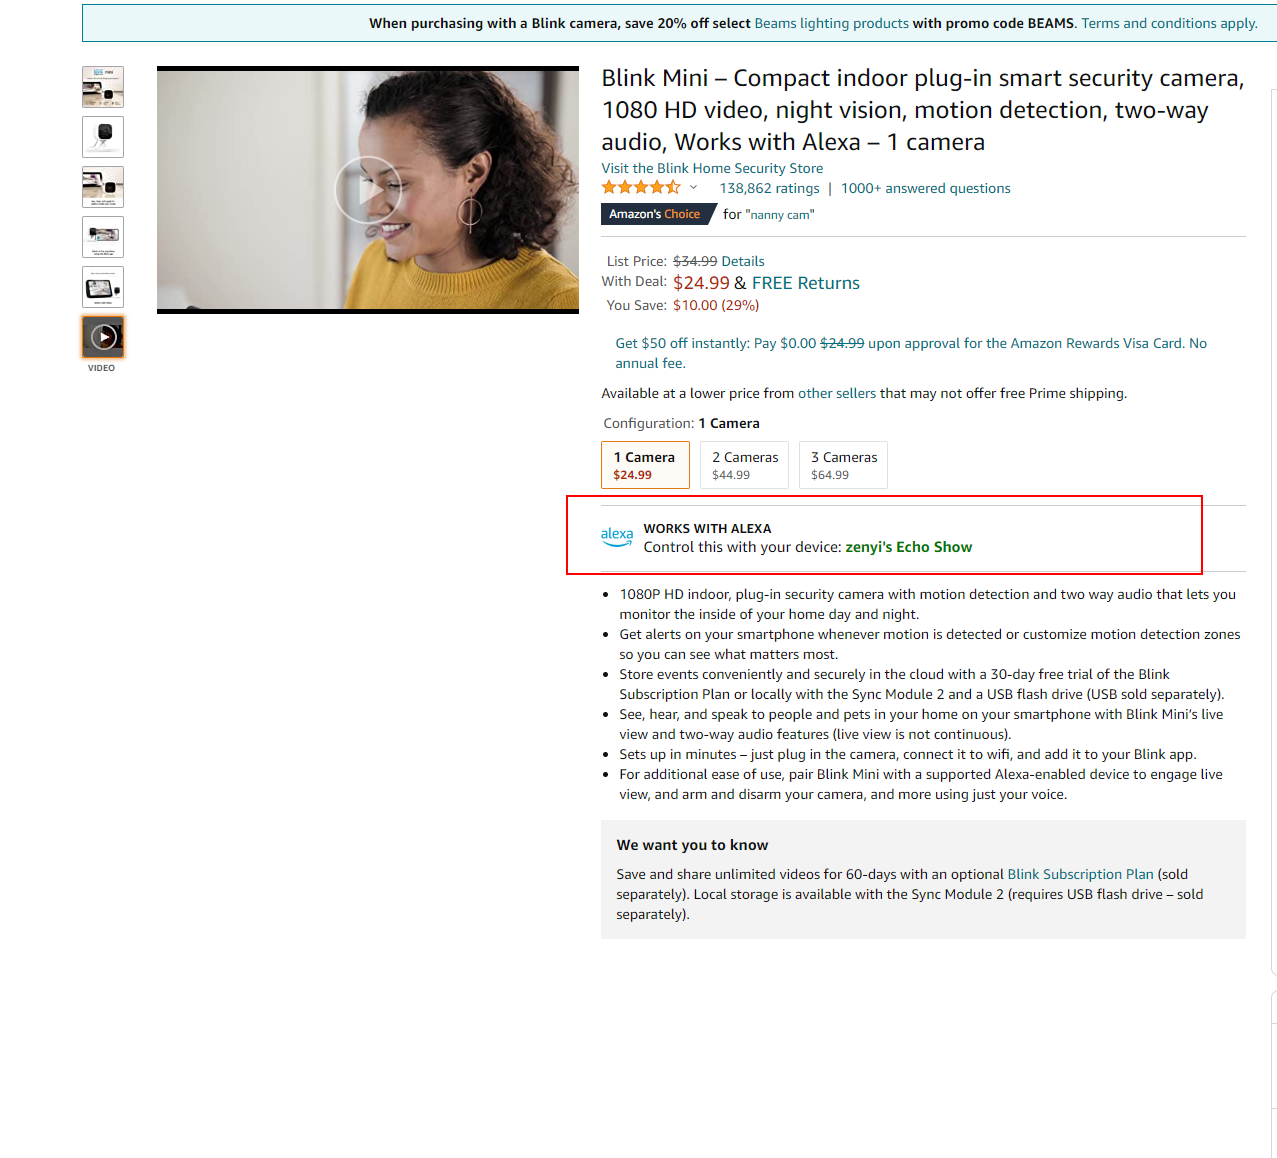 When purchasing with a Blink camera, save 20% off select Beams lighting products with promo code BEAMS. Terms and conditions apply.
VIDEO
Blink Mini – Compact indoor plug-in smart security camera,
1080 HD video, night vision, motion detection, two-way
audio, Works with Alexa – 1 camera
Visit the Blink Home Security Store
138,862 ratings | 1000+ answered questions
Amazon's Choice for "nanny cam"
List Price: $34.99 Details
With Deal: $24.99 & FREE Returns
You Save: $10.00 (29%)
Get $50 off instantly: Pay $0.00 $24.99 upon approval for the Amazon Rewards Visa Card. No
annual fee.
Available at a lower price from other sellers that may not offer free Prime shipping.
Configuration: 1 Camera
1 Camera 2 Cameras 3 Cameras
$24.99 $44.99 $64.99
alexa WORKS WITH ALEXA
Control this with your device: zenyi's Echo Show
• 1080P HD indoor, plug-in security camera with motion detection and two way audio that lets you
monitor the inside of your home day and night.
• Get alerts on your smartphone whenever motion is detected or customize motion detection zones
so you can see what matters most.
• Store events conveniently and securely in the cloud with a 30-day free trial of the Blink
Subscription Plan or locally with the Sync Module 2 and a USB flash drive (USB sold separately).
• See, hear, and speak to people and pets in your home on your smartphone with Blink Mini’s live
view and two-way audio features (live view is not continuous).
• Sets up in minutes – just plug in the camera, connect it to wifi, and add it to your Blink app.
• For additional ease of use, pair Blink Mini with a supported Alexa-enabled device to engage live
view, and arm and disarm your camera, and more using just your voice.
We want you to know
Save and share unlimited videos for 60-days with an optional Blink Subscription Plan (sold
separately). Local storage is available with the Sync Module 2 (requires USB flash drive – sold
separately).